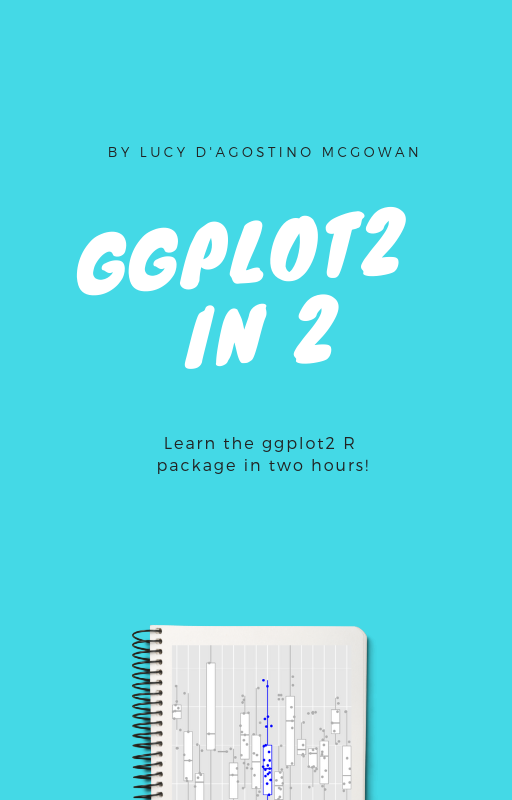 BY LUCY D'AGOSTINO MCGOWAN
GGPLOT2
IN 2
Learn the ggplot2 R
package in two hours!